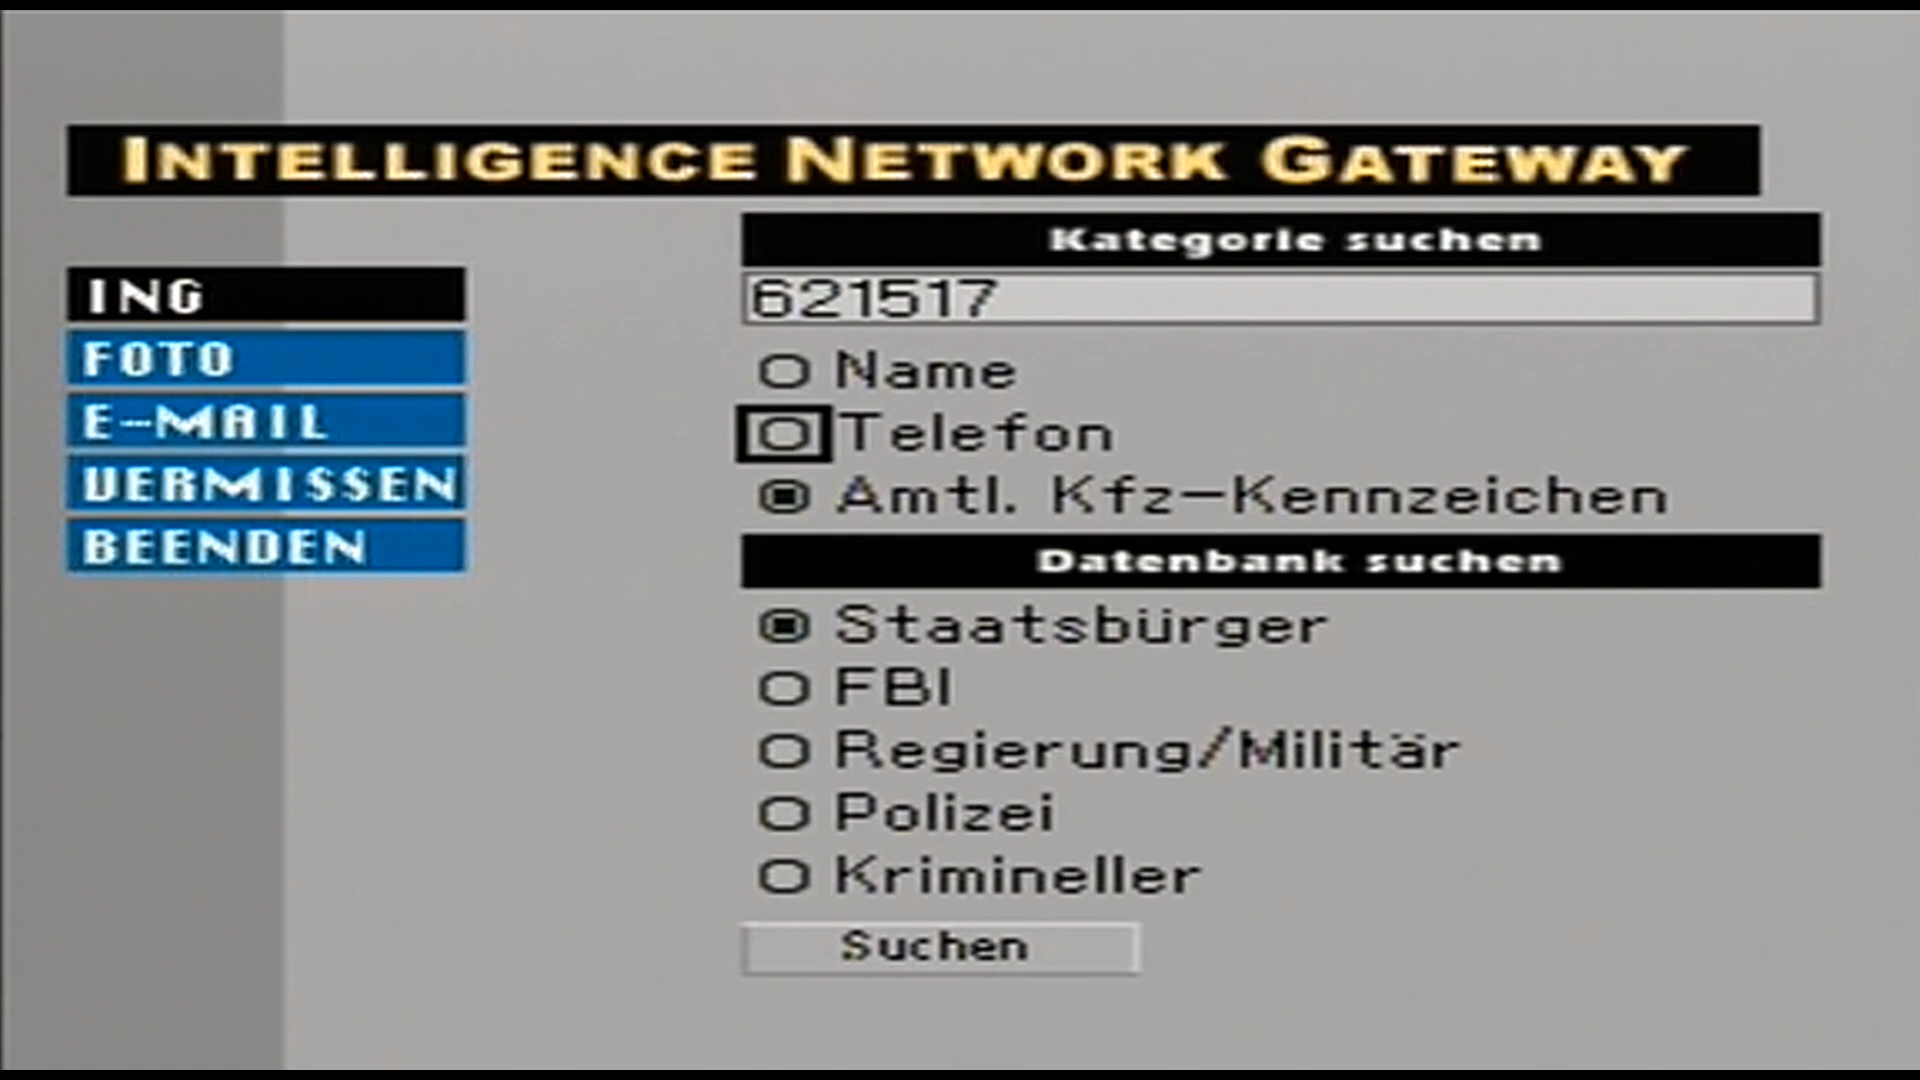 INTELLIGENCE NETWORK GATEWAY
ING
FOTO
E-MAIL
VERMISSEN
BEENDEN
Kategorie suchen
621517
Name
Telefon
Amtl. Kfz-Kennzeichen
Datenbank suchen
Staatsbürger
FBI
Regierung/Militär
Polizei
Krimineller
Suchen